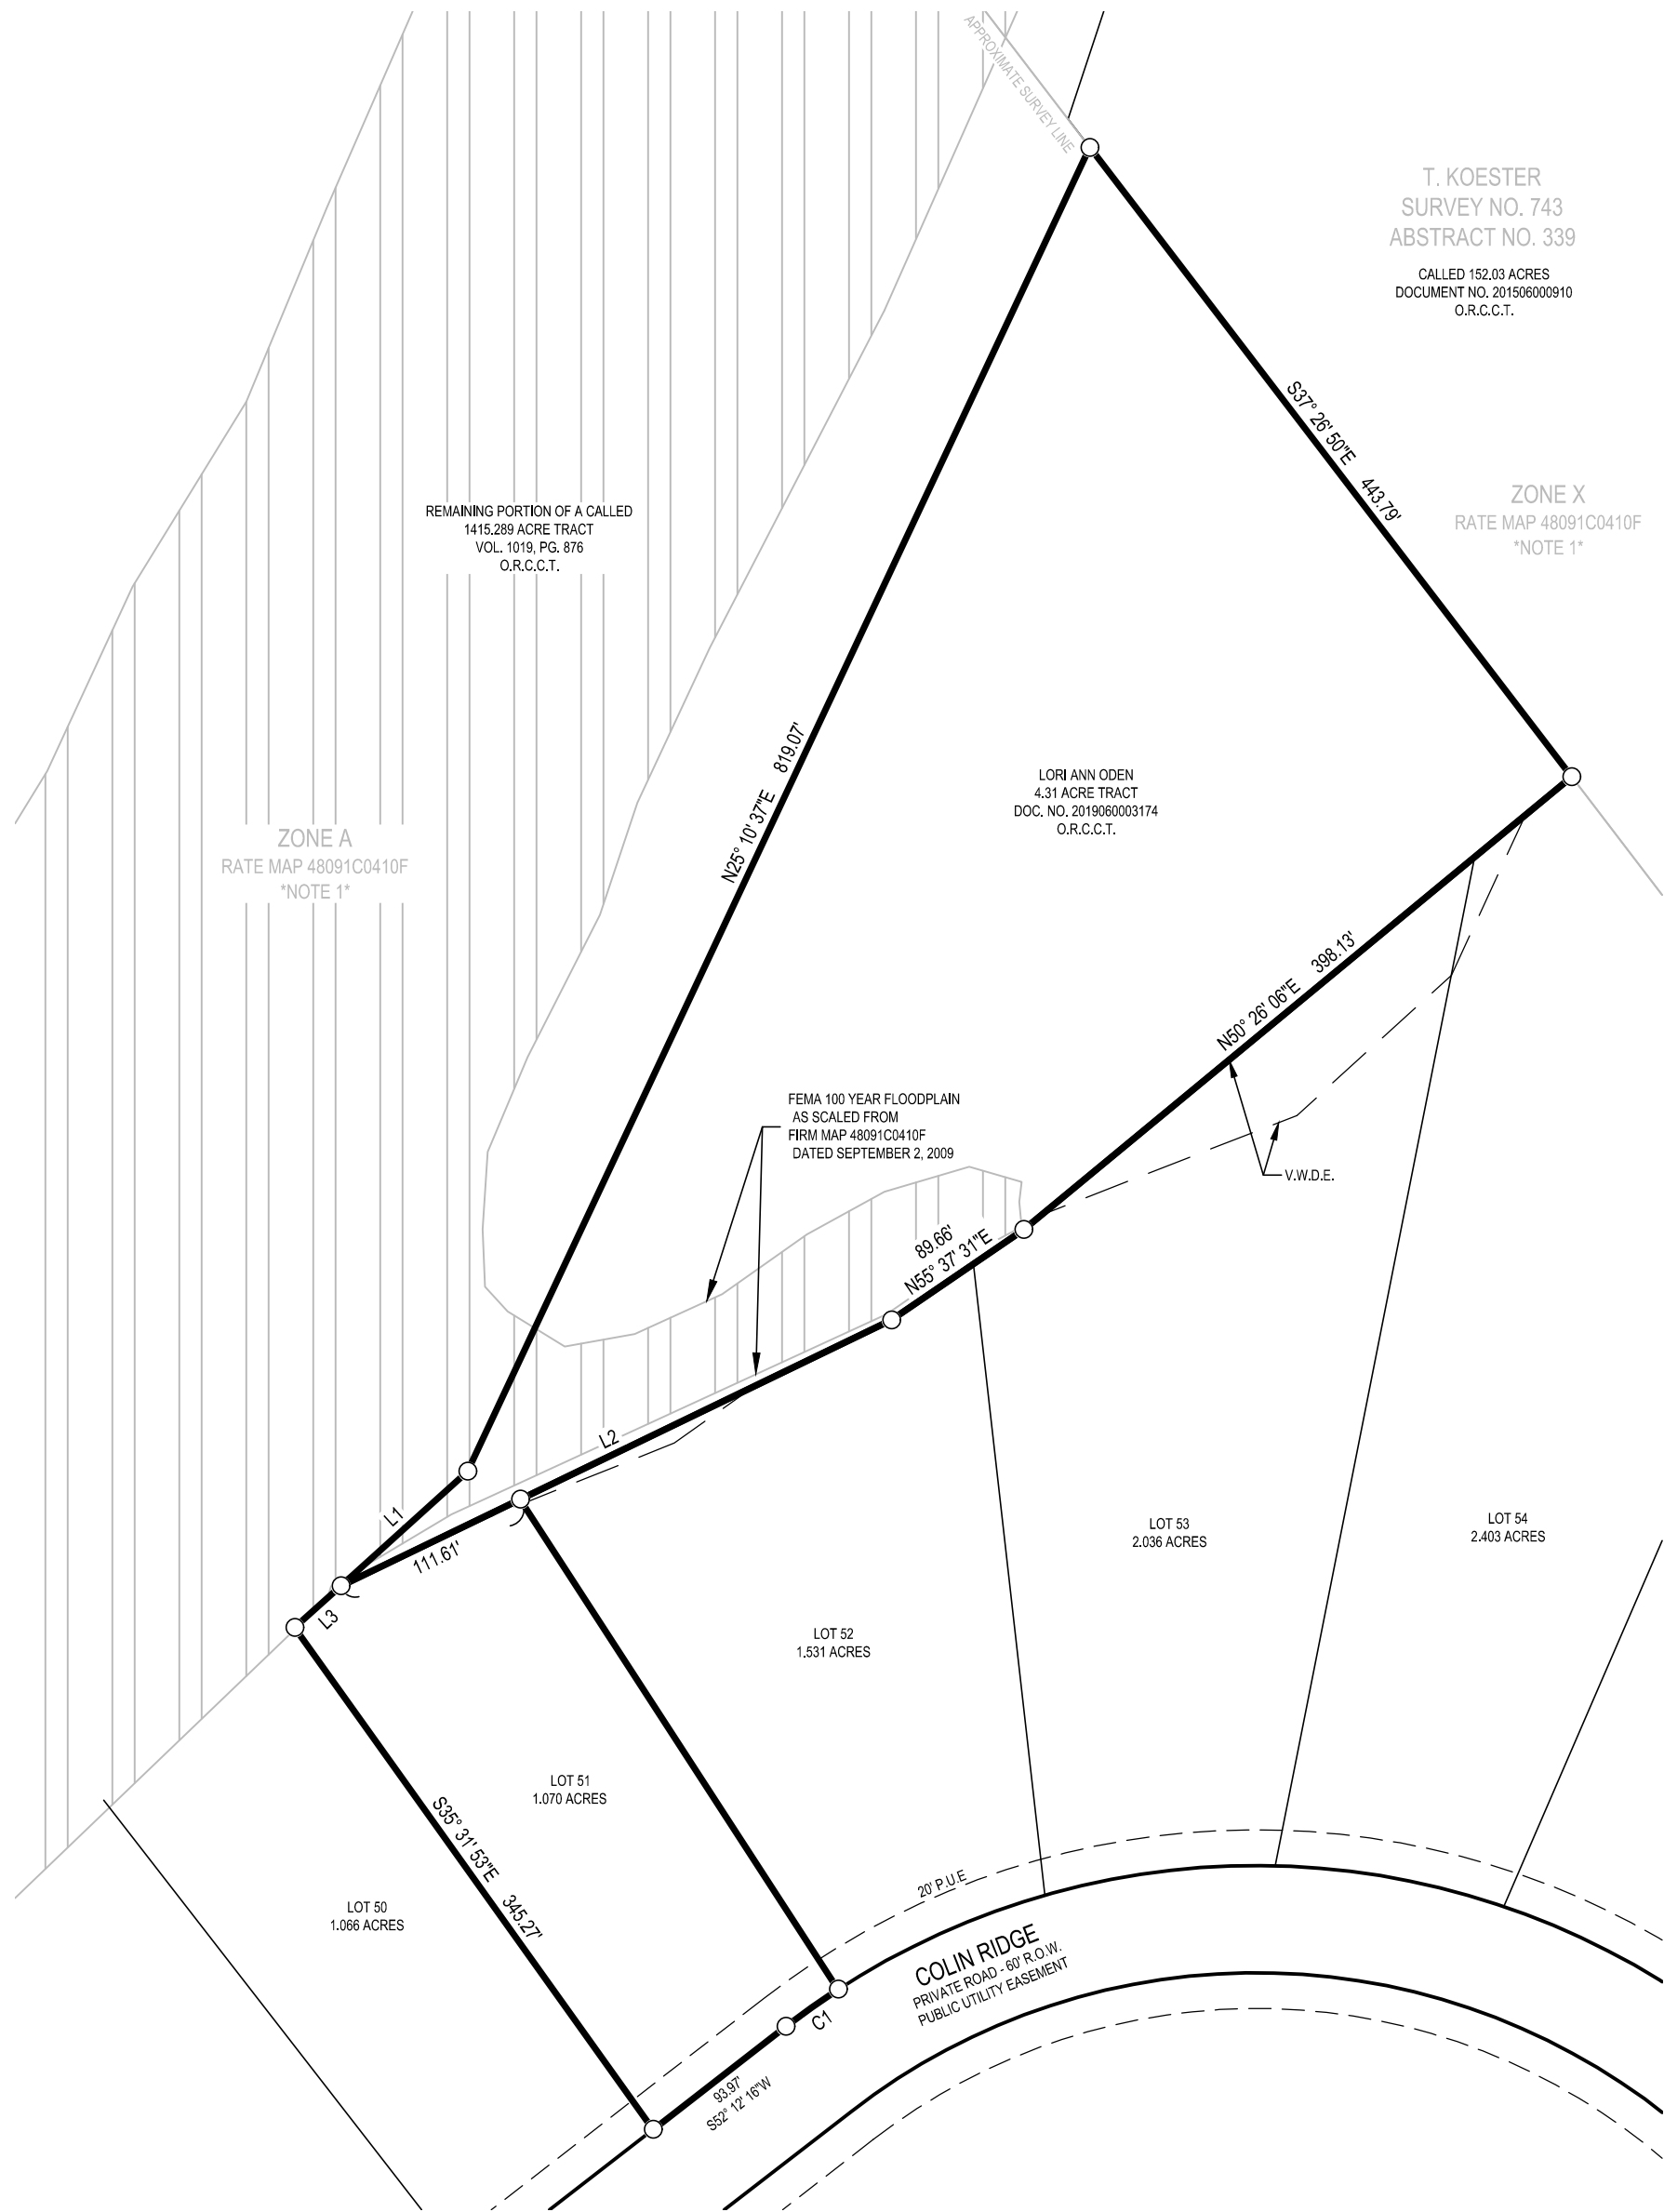 APPROXIMATE SURVEY LINE
T. KOESTER
SURVEY NO. 743
ABSTRACT NO. 339
CALLED 152.03 ACRES
DOCUMENT NO. 201506000910
O.R.C.C.T.
S37° 26' 50"E 443.79'
ZONE X
RATE MAP 48091C0410F
*NOTE 1*
REMAINING PORTION OF A CALLED
1415.289 ACRE TRACT
VOL. 1019, PG. 876
O.R.C.C.T.
N25° 10' 37"E 819.07'
LORI ANN ODEN
4.31 ACRE TRACT
DOC. NO. 2019060003174
O.R.C.C.T.
ZONE A
RATE MAP 48091C0410F
*NOTE 1*
N50° 26' 06"E 398.13'
FEMA 100 YEAR FLOODPLAIN
AS SCALED FROM
FIRM MAP 48091C0410F
DATED SEPTEMBER 2, 2009
V.W.D.E.
89.66'
N55° 37' 31"E
L2
L1
111.61'
L3
LOT 53
2.036 ACRES
LOT 54
2.403 ACRES
LOT 52
1.531 ACRES
LOT 51
1.070 ACRES
S35° 31' 53"E 345.27'
LOT 50
1.066 ACRES
20' P.U.E
COLIN RIDGE
PRIVATE ROAD - 60' R.O.W.
PUBLIC UTILITY EASEMENT
C1
93.97'
S52° 12' 16"W